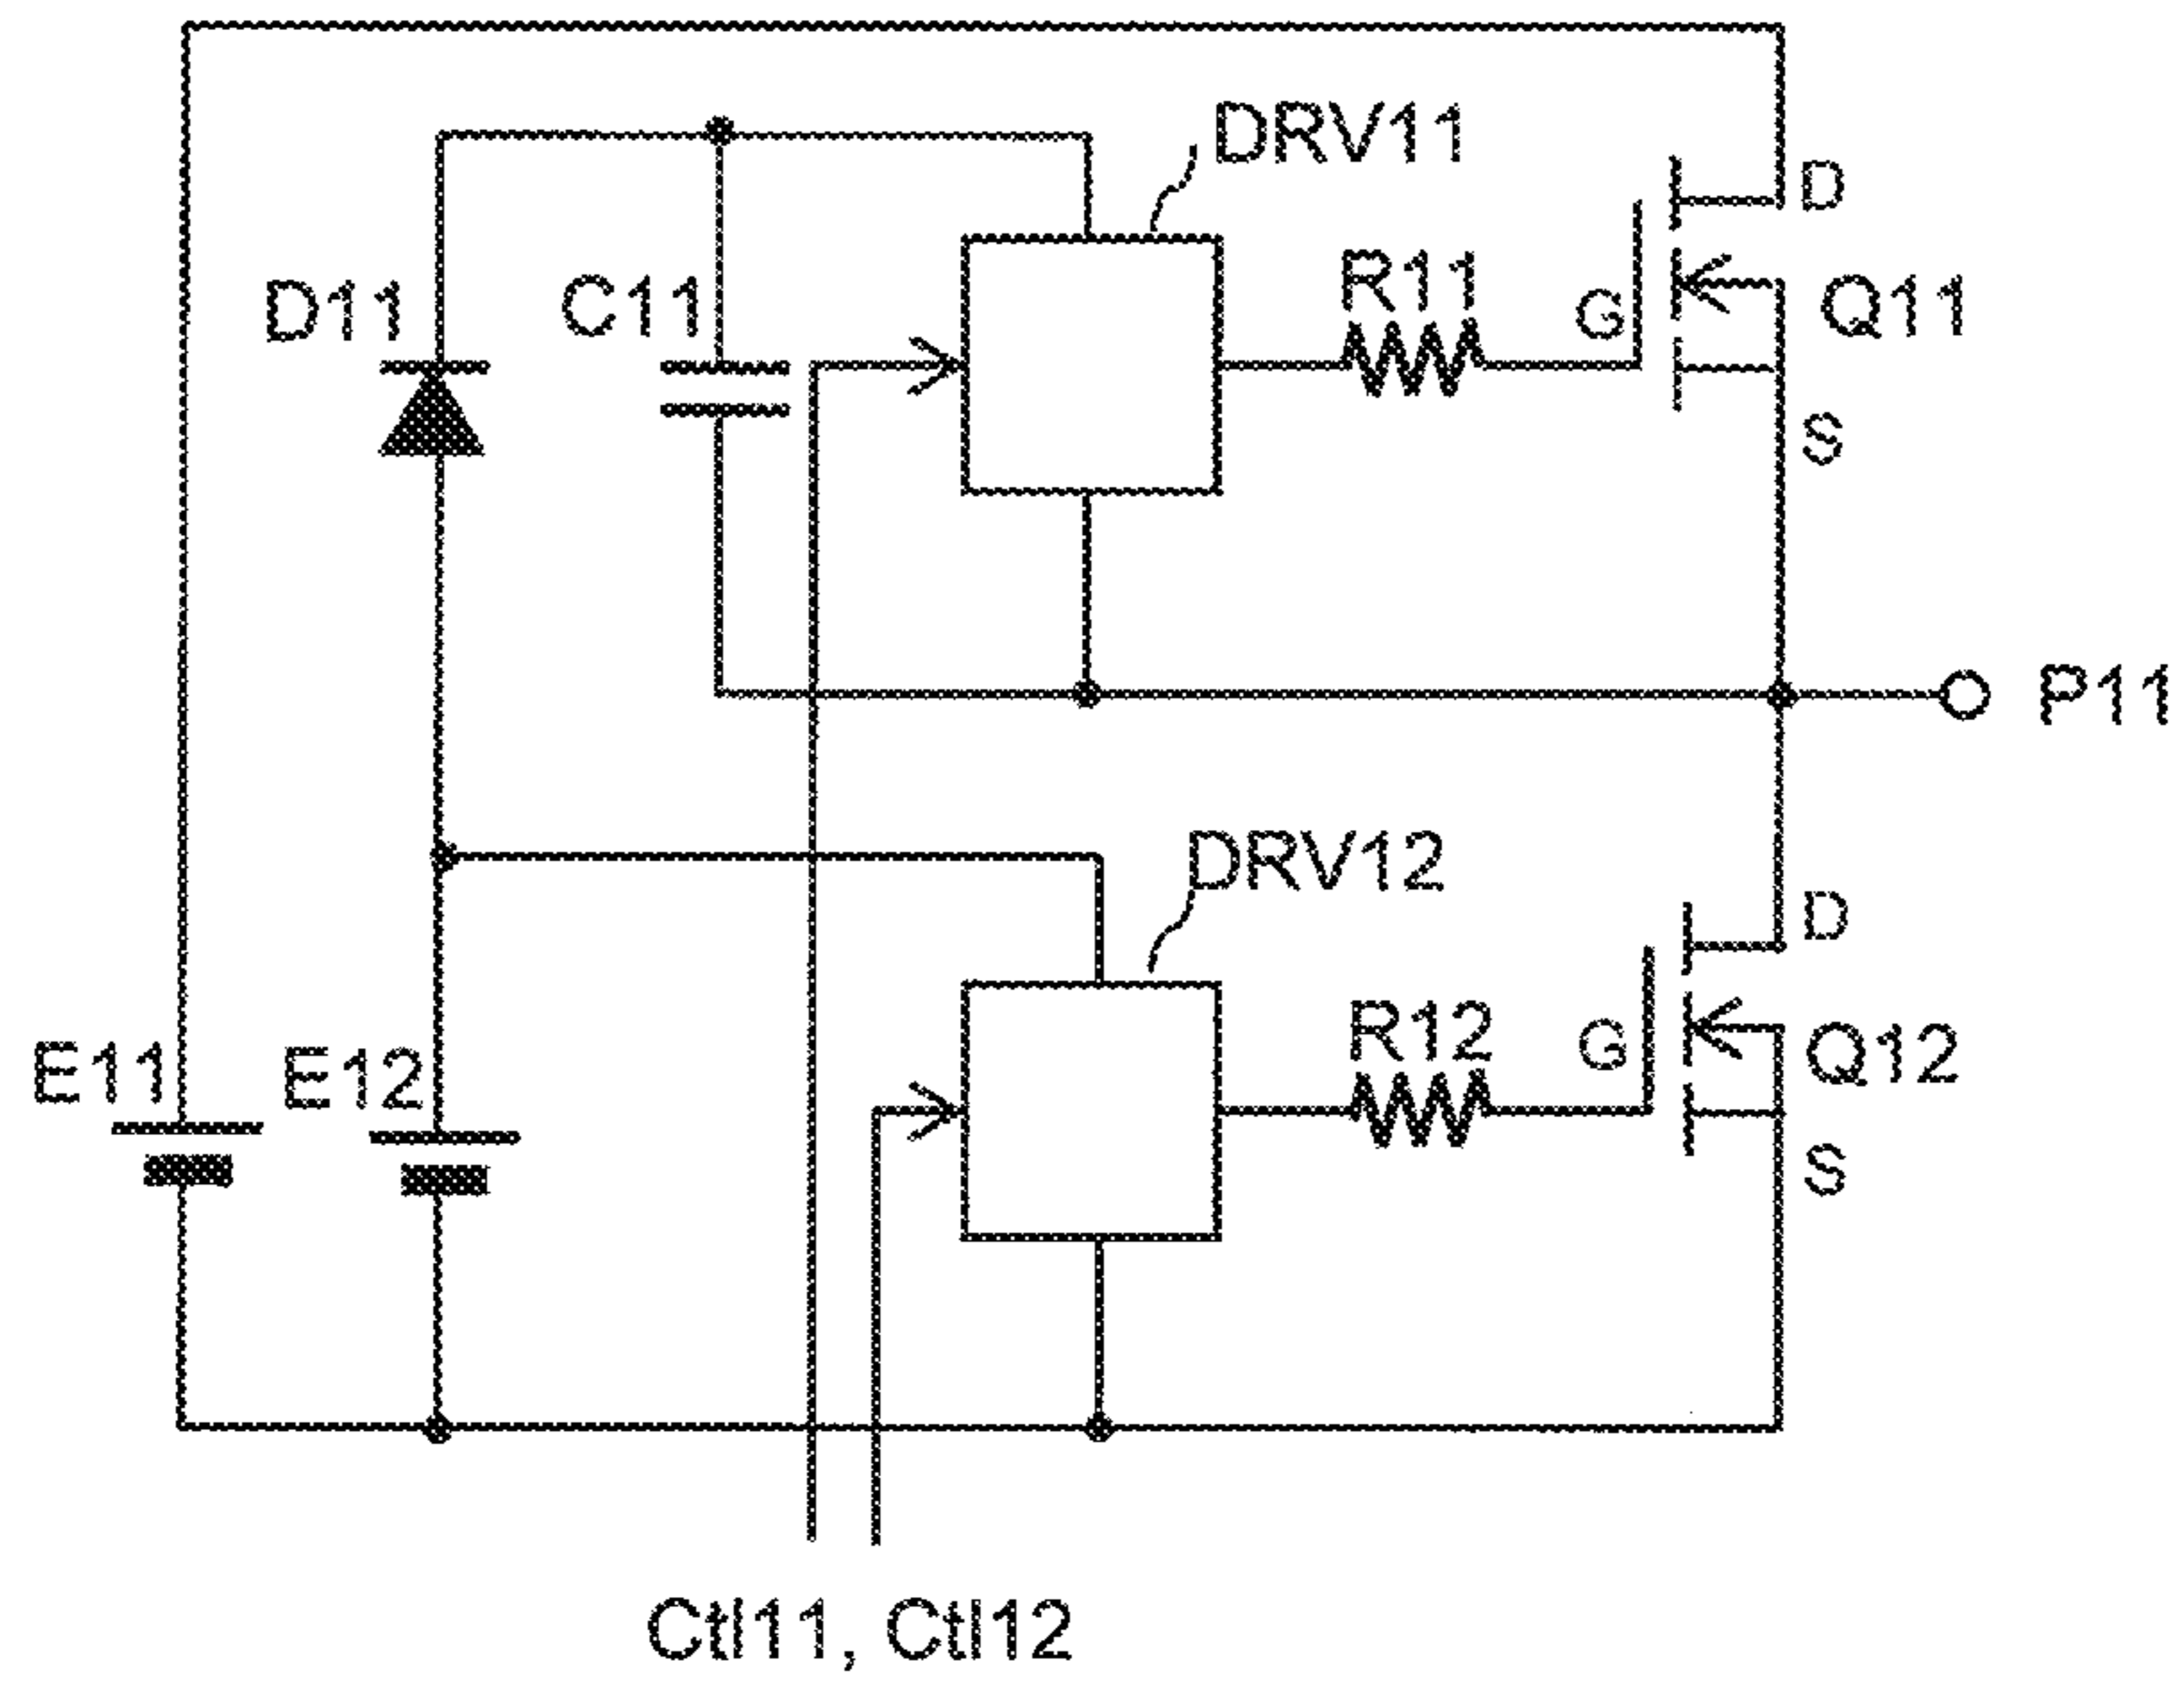 DRV11
D
D11
C11
R11
G
Q11
S
P11
DRV12
D
E11
E12
R12
G
Q12
S
Ctl11, Ctl12